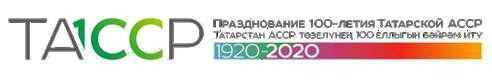 ТАССР
Празднование 100-летия Татарской АССР
Татарстан АССР төзелүнең 100 еллыгын бәйрәм итү
1920-2020